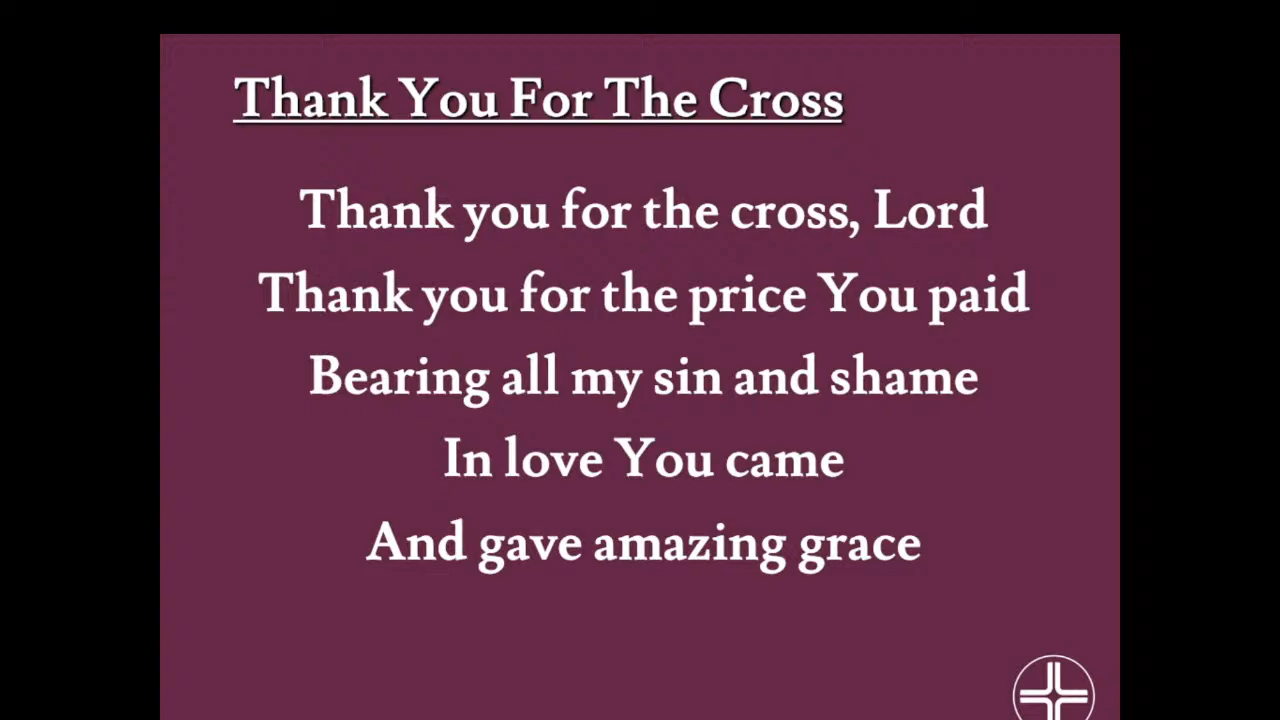 Thank You For The Cross
Thank you for the cross, Lord
Thank you for the price You paid
Bearing all my sin and shame
In love You came
And gave amazing grace